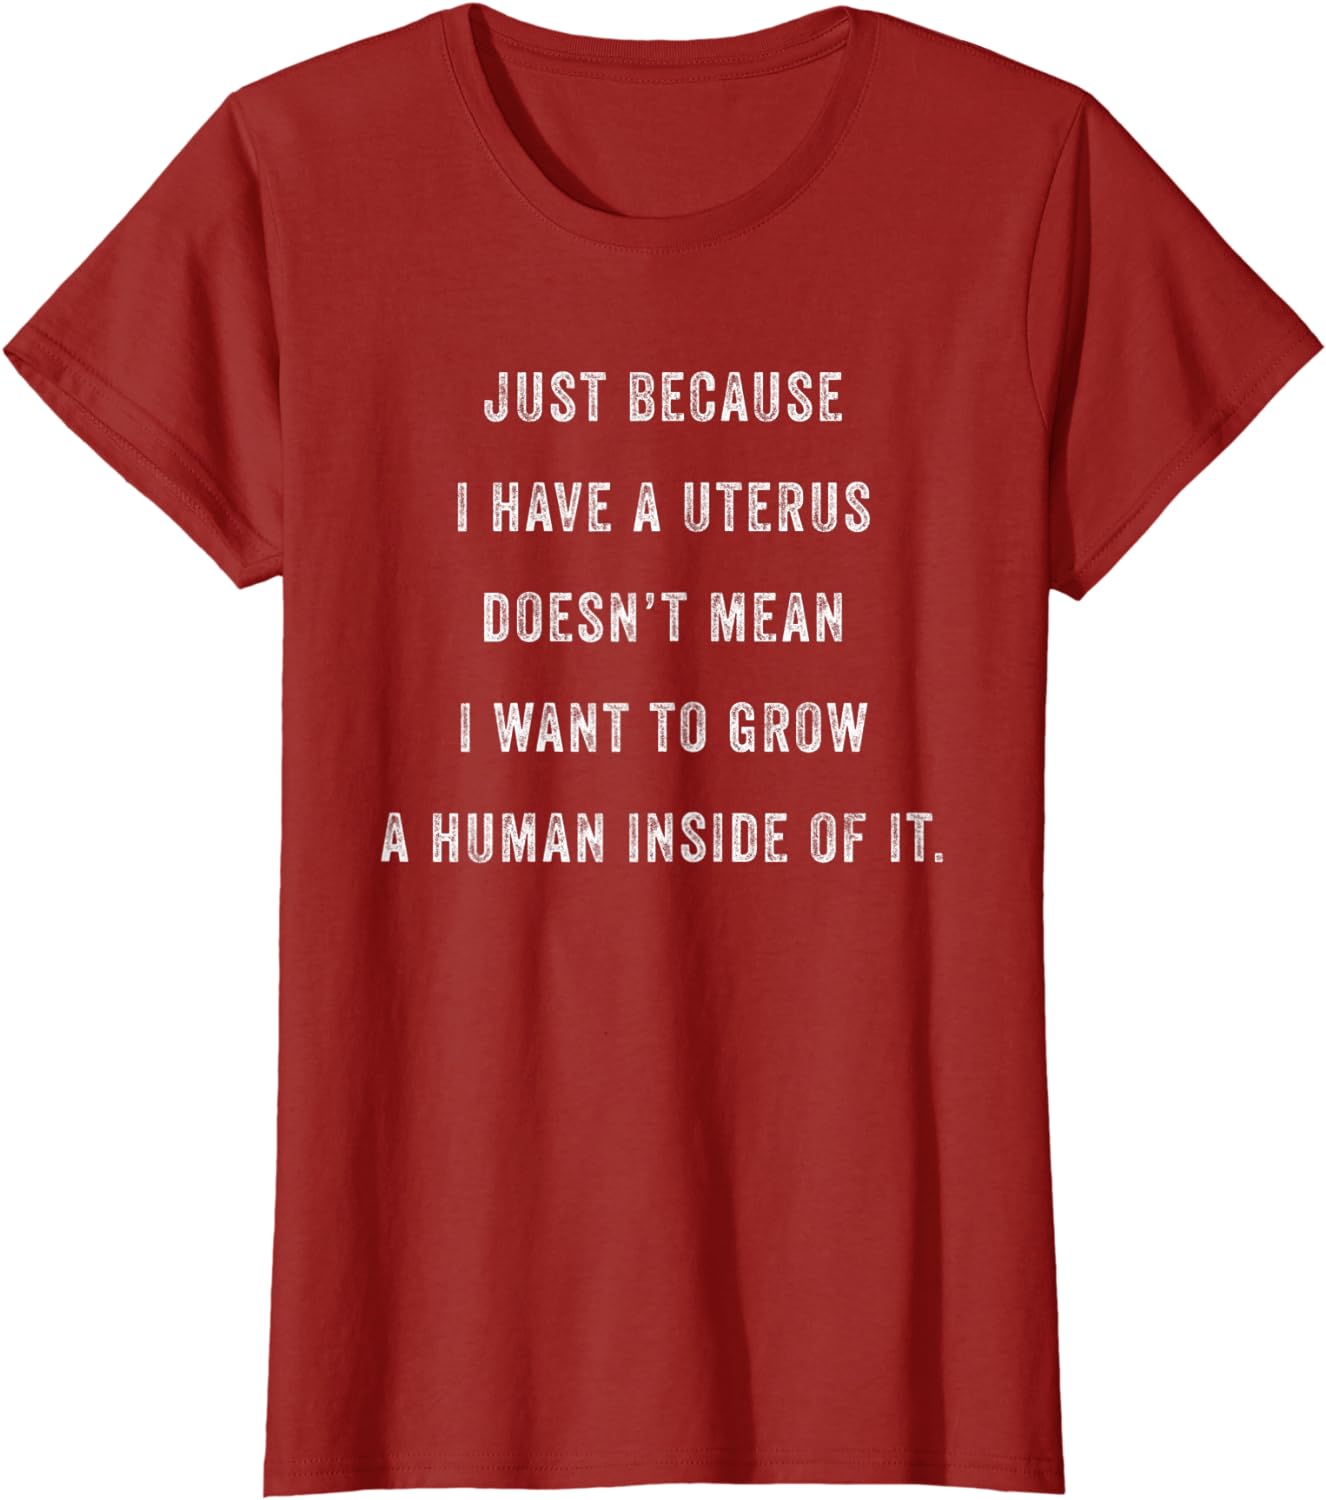 JUST BECAUSE
I HAVE A UTERUS
DOESN'T MEAN
I WANT TO GROW
A HUMAN INSIDE OF IT.